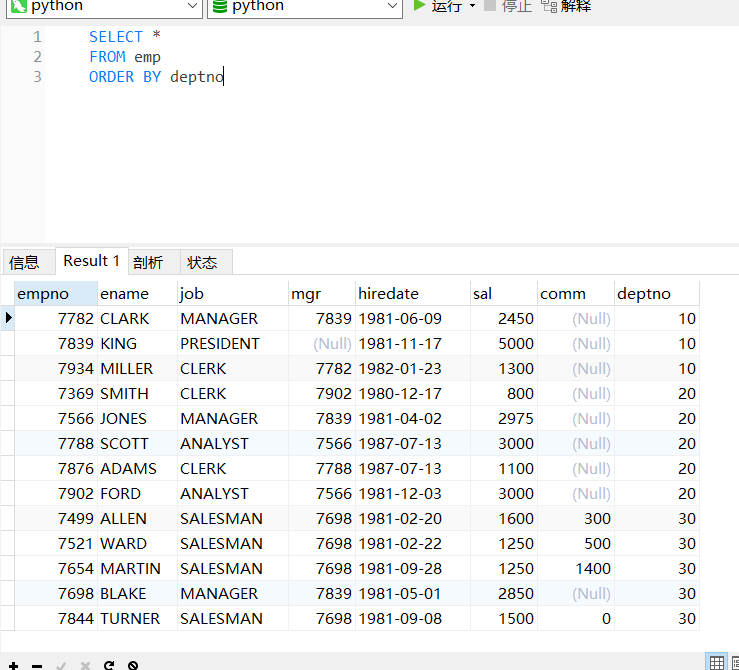 python python 运行 停止 解释
1 SELECT *
2 FROM emp
3 ORDER BY deptno
信息 Result 1 剖析 状态
empno ename job mgr hiredate sal comm deptno
7782 CLARK MANAGER 7839 1981-06-09 2450 (Null) 10
7839 KING PRESIDENT (Null) 1981-11-17 5000 (Null) 10
7934 MILLER CLERK 7782 1982-01-23 1300 (Null) 10
7369 SMITH CLERK 7902 1980-12-17 800 (Null) 20
7566 JONES MANAGER 7839 1981-04-02 2975 (Null) 20
7788 SCOTT ANALYST 7566 1987-07-13 3000 (Null) 20
7876 ADAMS CLERK 7788 1987-07-13 1100 (Null) 20
7902 FORD ANALYST 7566 1981-12-03 3000 (Null) 20
7499 ALLEN SALESMAN 7698 1981-02-20 1600 300 30
7521 WARD SALESMAN 7698 1981-02-22 1250 500 30
7654 MARTIN SALESMAN 7698 1981-09-28 1250 1400 30
7698 BLAKE MANAGER 7839 1981-05-01 2850 (Null) 30
7844 TURNER SALESMAN 7698 1981-09-08 1500 0 30